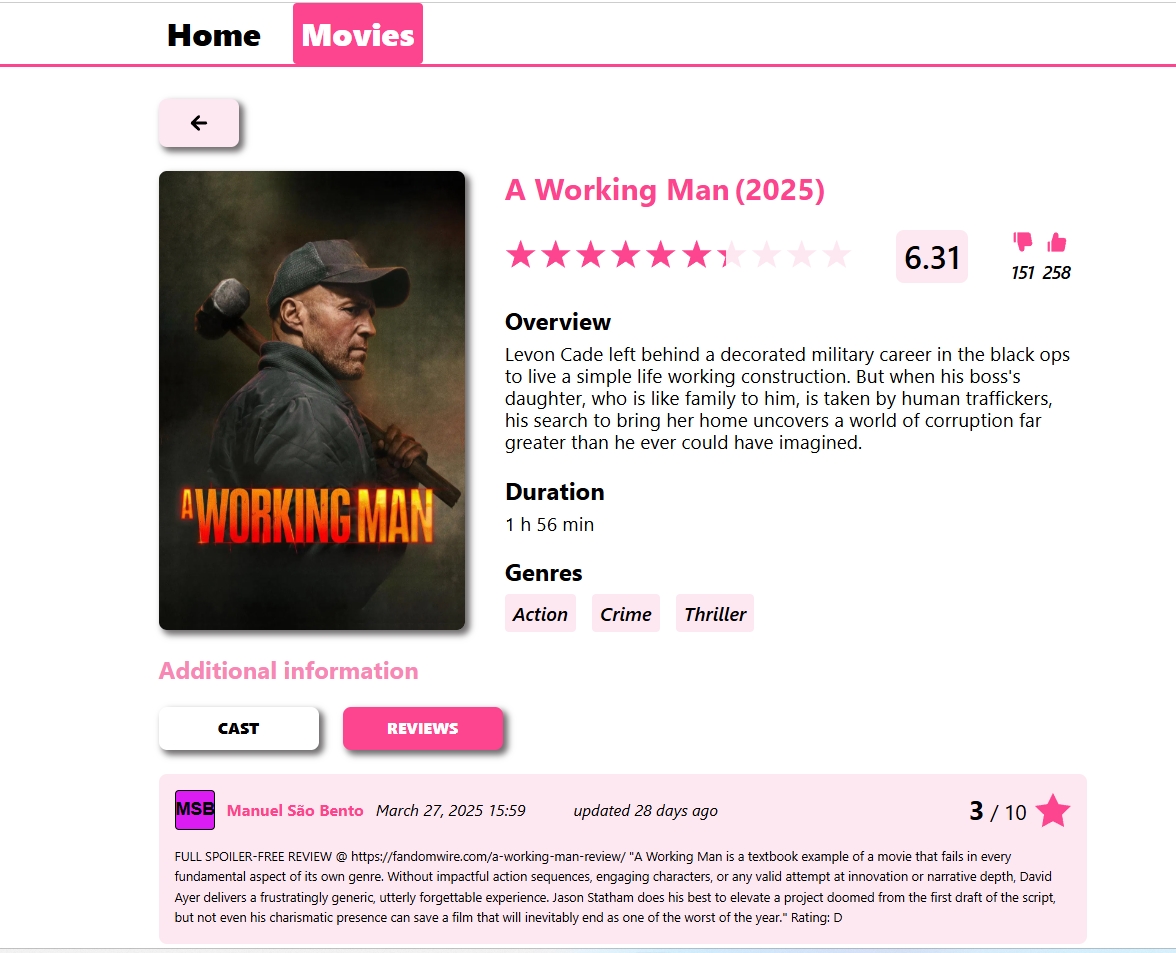 Home Movies
A Working Man (2025)
6.31
151 258
Overview
Levon Cade left behind a decorated military career in the black ops
to live a simple life working construction. But when his boss's
daughter, who is like family to him, is taken by human traffickers,
his search to bring her home uncovers a world of corruption far
greater than he ever could have imagined.
Duration
1 h 56 min
Genres
Action Crime Thriller
A WORKING MAN
Additional information
CAST REVIEWS
MSB Manuel São Bento March 27, 2025 15:59 updated 28 days ago 3 / 10
FULL SPOILER-FREE REVIEW @ https://fandomwire.com/a-working-man-review/ "A Working Man is a textbook example of a movie that fails in every
fundamental aspect of its own genre. Without impactful action sequences, engaging characters, or any valid attempt at innovation or narrative depth, David
Ayer delivers a frustratingly generic, utterly forgettable experience. Jason Statham does his best to elevate a project doomed from the first draft of the script,
but not even his charismatic presence can save a film that will inevitably end as one of the worst of the year." Rating: D